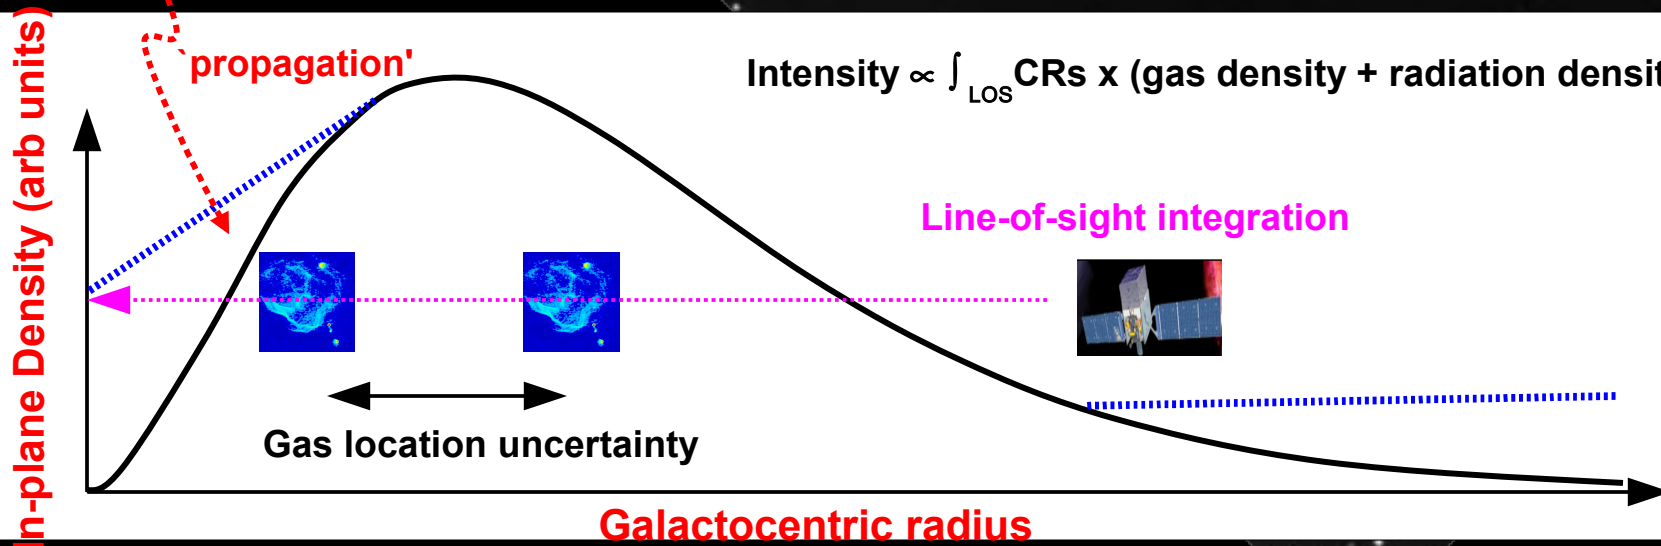 `propagation'
Intensity ∝ ∫LOS CRs x (gas density + radiation densit
Line-of-sight integration
Gas location uncertainty
Galactocentric radius
In-plane Density (arb units)